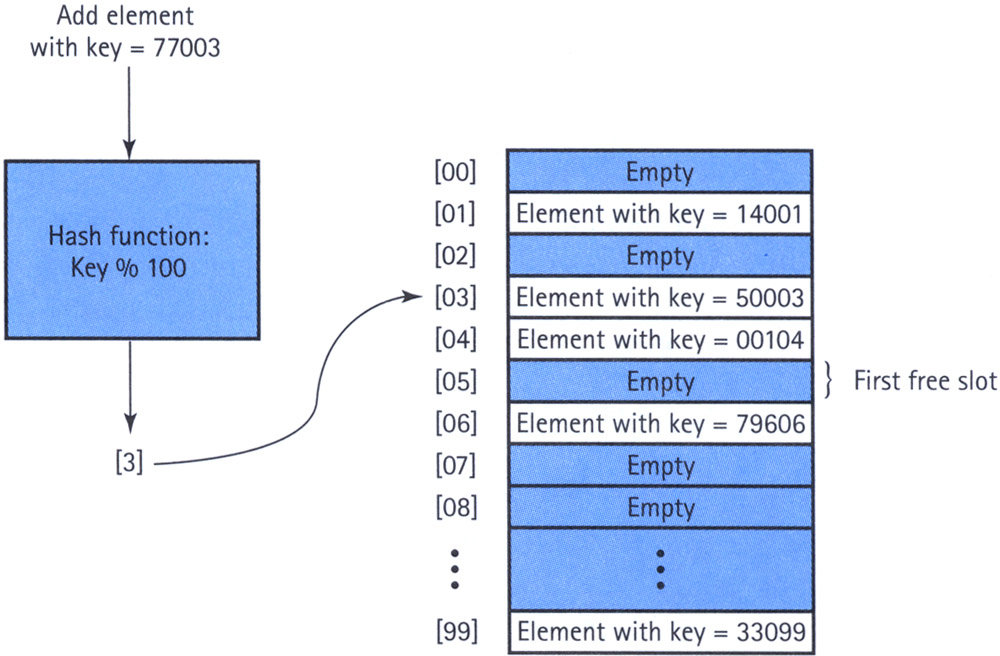 Add element
with key = 77003
Hash function:
Key % 100
[3]
[00] Empty
[01] Element with key = 14001
[02] Empty
[03] Element with key = 50003
[04] Element with key = 00104
[05] Empty } First free slot
[06] Element with key = 79606
[07] Empty
[08] Empty
[99] Element with key = 33099